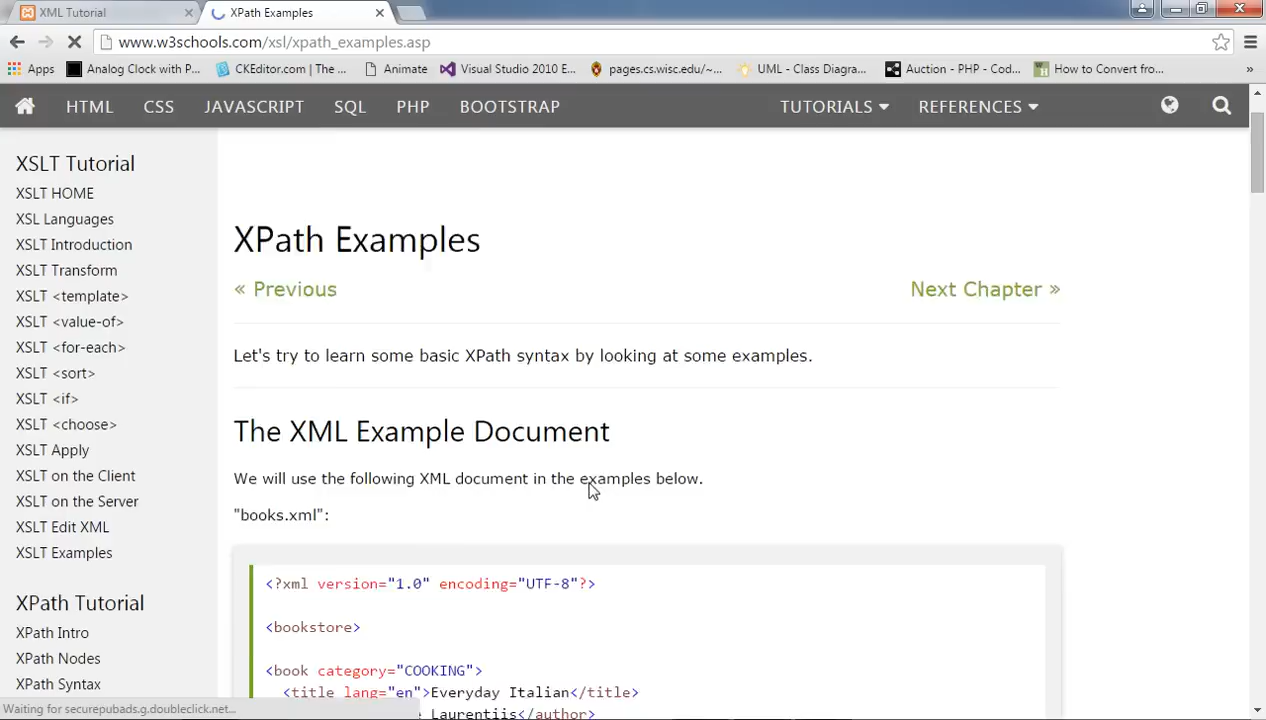 XML Tutorial
XPath Examples
www.w3schools.com/xsl/xpath_examples.asp
Apps
Analog Clock with P...
CKEditor.com | The ...
Animate
Visual Studio 2010 E...
pages.cs.wisc.edu/~...
UML - Class Diagra...
Auction - PHP - Cod...
How to Convert fro...
»
HTML CSS JAVASCRIPT SQL PHP BOOTSTRAP TUTORIALS REFERENCES
XSLT Tutorial
XSLT HOME
XSL Languages
XSLT Introduction
XSLT Transform
XSLT <template>
XSLT <value-of>
XSLT <for-each>
XSLT <sort>
XSLT <if>
XSLT <choose>
XSLT Apply
XSLT on the Client
XSLT on the Server
XSLT Edit XML
XSLT Examples
XPath Tutorial
XPath Intro
XPath Nodes
XPath Syntax
XPath Examples
« Previous
Next Chapter »
Let's try to learn some basic XPath syntax by looking at some examples.
The XML Example Document
We will use the following XML document in the examples below.
"books.xml":
<?xml version="1.0" encoding="UTF-8"?>
<bookstore>
<book category="COOKING">
<title lang="en">Everyday Italian</title>
Laurentiis</author>
Waiting for securepubads.g.doubleclick.net...